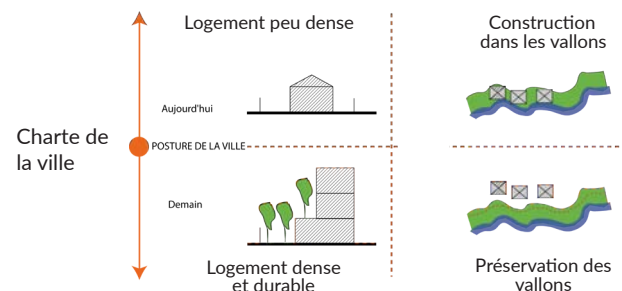 Logement peu dense
Construction
dans les vallons
Aujourd'hui
Charte de
la ville
POSTURE DE LA VILLE
Demain
Logement dense
et durable
Préservation des
vallons